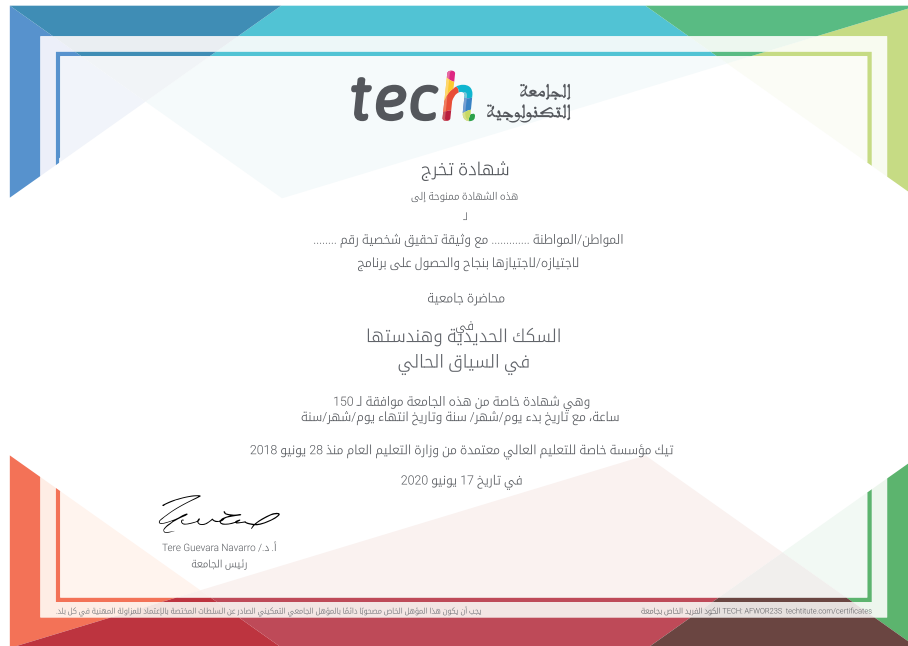 tech الجامعة
التكنولوجية
شهادة تخرج
هذه الشهادة ممنوحة إلى
لـ
المواطن/المواطنة ............. مع وثيقة تحقيق شخصية رقم ........
لاجتيازه/لاجتيازها بنجاح والحصول على برنامج
محاضرة جامعية
في
السكك الحديدية وهندستها
في السياق الحالي
وهي شهادة خاصة من هذه الجامعة موافقة لـ 150
ساعة، مع تاريخ بدء يوم/شهر/ سنة وتاريخ انتهاء يوم/شهر/سنة
تيك مؤسسة خاصة للتعليم العالي معتمدة من وزارة التعليم العام منذ 28 يونيو 2018
في تاريخ 17 يونيو 2020
أ. د./ Tere Guevara Navarro
رئيس الجامعة
يجب أن يكون هذا المؤهل الخاص مصحوبًا دائمًا بالمؤهل الجامعي التمكيني الصادر عن السلطات المختصة بالإعتماد للمزاولة المهنية في كل بلد.
الكود الفريد الخاص بجامعة TECH: AFWOR23S techtitute.com/certificates